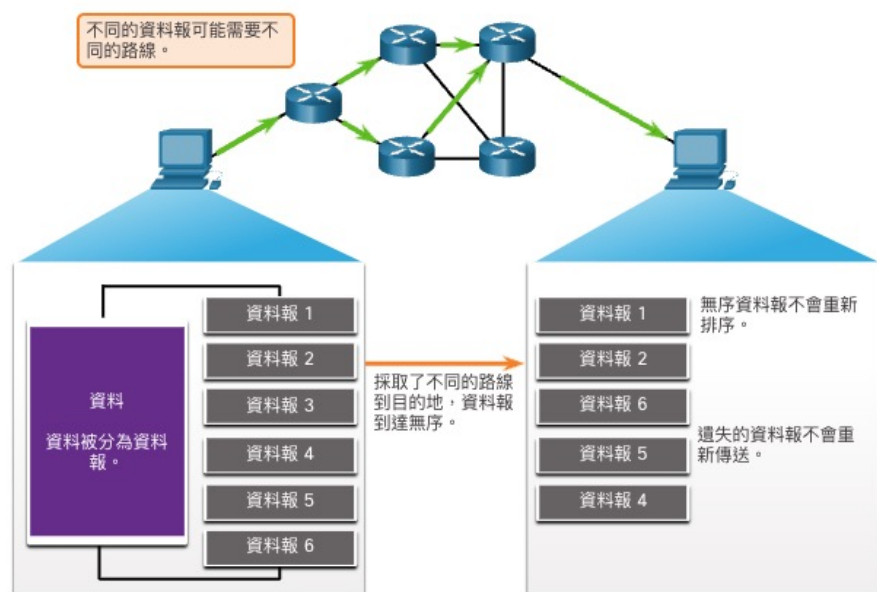 不同的資料報可能需要不
同的路線。
資料
資料被分為資料
報。
資料報 1
資料報 2
資料報 3
資料報 4
資料報 5
資料報 6
採取了不同的路線
到目的地，資料報
到達無序。
資料報 1
資料報 2
資料報 6
資料報 5
資料報 4
無序資料報不會重新
排序。
遺失的資料報不會重
新傳送。